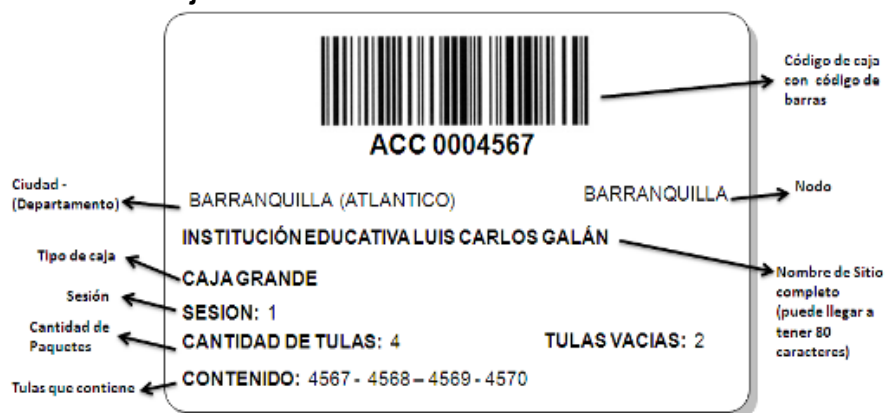 Código de caja
con código de
barras
ACC 0004567
Ciudad -
(Departamento)
BARRANQUILLA (ATLANTICO)
BARRANQUILLA
Nodo
INSTITUCIÓN EDUCATIVA LUIS CARLOS GALÁN
Nombre de Sitio
completo
(puede llegar a
tener 80
caracteres)
Tipo de caja
CAJA GRANDE
Sesión
SESION: 1
Cantidad de
Paquetes
CANTIDAD DE TULAS: 4
TULAS VACIAS: 2
Tulas que contiene
CONTENIDO: 4567 - 4568 – 4569 - 4570